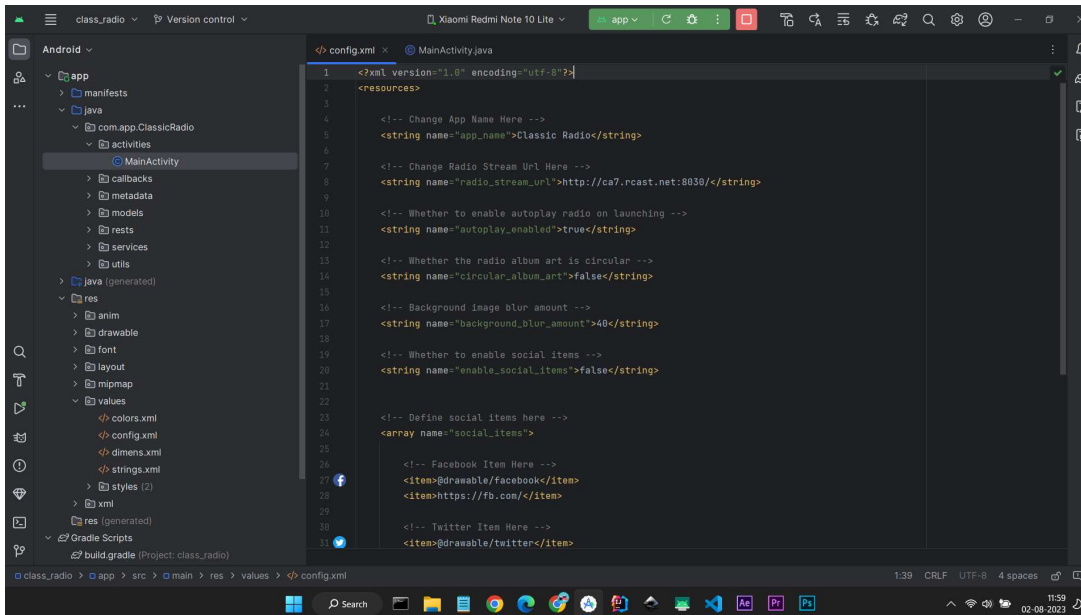 class_radio
Version control
Xiaomi Redmi Note 10 Lite
app
Android
config.xml
MainActivity.java
app
manifests
java
com.app.ClassicRadio
activities
MainActivity
callbacks
metadata
models
rests
services
utils
java (generated)
res
anim
drawable
font
layout
mipmap
values
colors.xml
config.xml
dimens.xml
strings.xml
styles (2)
xml
res (generated)
Gradle Scripts
build.gradle (Project: class_radio)
1 <?xml version="1.0" encoding="utf-8"?>
2 <resources>
3
4 <!-- Change App Name Here -->
5 <string name="app_name">Classic Radio</string>
6
7 <!-- Change Radio Stream Url Here -->
8 <string name="radio_stream_url">http://ca7.rcast.net:8030/</string>
9
10 <!-- Whether to enable autoplay radio on launching -->
11 <string name="autoplay_enabled">true</string>
12
13 <!-- Whether the radio album art is circular -->
14 <string name="circular_album_art">false</string>
15
16 <!-- Background image blur amount -->
17 <string name="background_blur_amount">40</string>
18
19 <!-- Whether to enable social items -->
20 <string name="enable_social_items">false</string>
21
22
23 <!-- Define social items here -->
24 <array name="social_items">
25
26 <!-- Facebook Item Here -->
27 <item>@drawable/facebook</item>
28 <item>https://fb.com/</item>
29
30 <!-- Twitter Item Here -->
31 <item>@drawable/twitter</item>
class_radio > app > src > main > res > values > config.xml
1:39 CRLF UTF-8 4 spaces
Search
Ae
Pr
Ps
11:59
02-08-2023